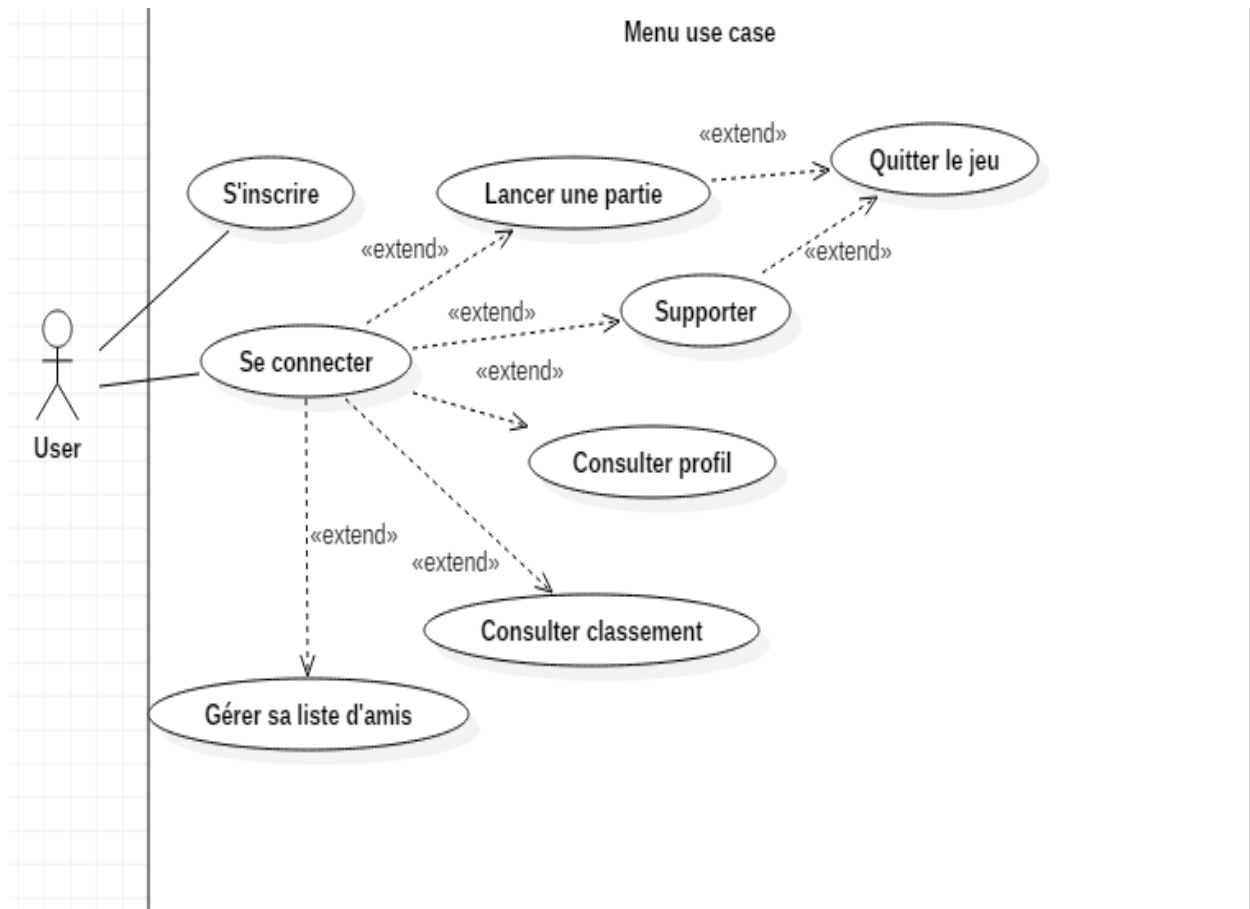 Menu use case
«extend»
Quitter le jeu
S'inscrire
Lancer une partie
«extend»
«extend»
«extend»
Supporter
Se connecter
«extend»
User
Consulter profil
«extend»
«extend»
Consulter classement
Gérer sa liste d'amis